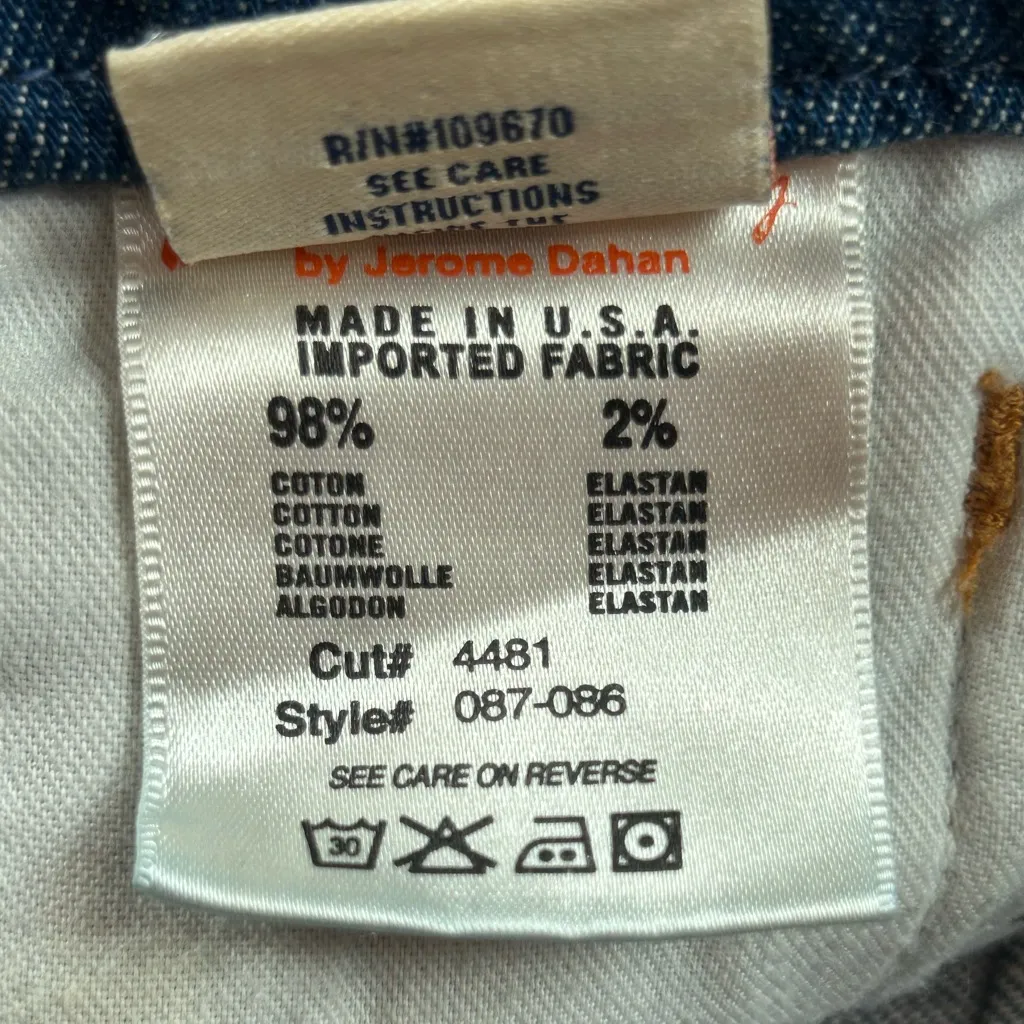 R/N#109670
SEE CARE
INSTRUCTIONS
by Jerome Dahan
MADE IN U.S.A.
IMPORTED FABRIC
98% 2%
COTON ELASTAN
COTTON ELASTAN
COTONE ELASTAN
BAUMWOLLE ELASTAN
ALGODON ELASTAN
Cut# 4481
Style# 087-086
SEE CARE ON REVERSE
30